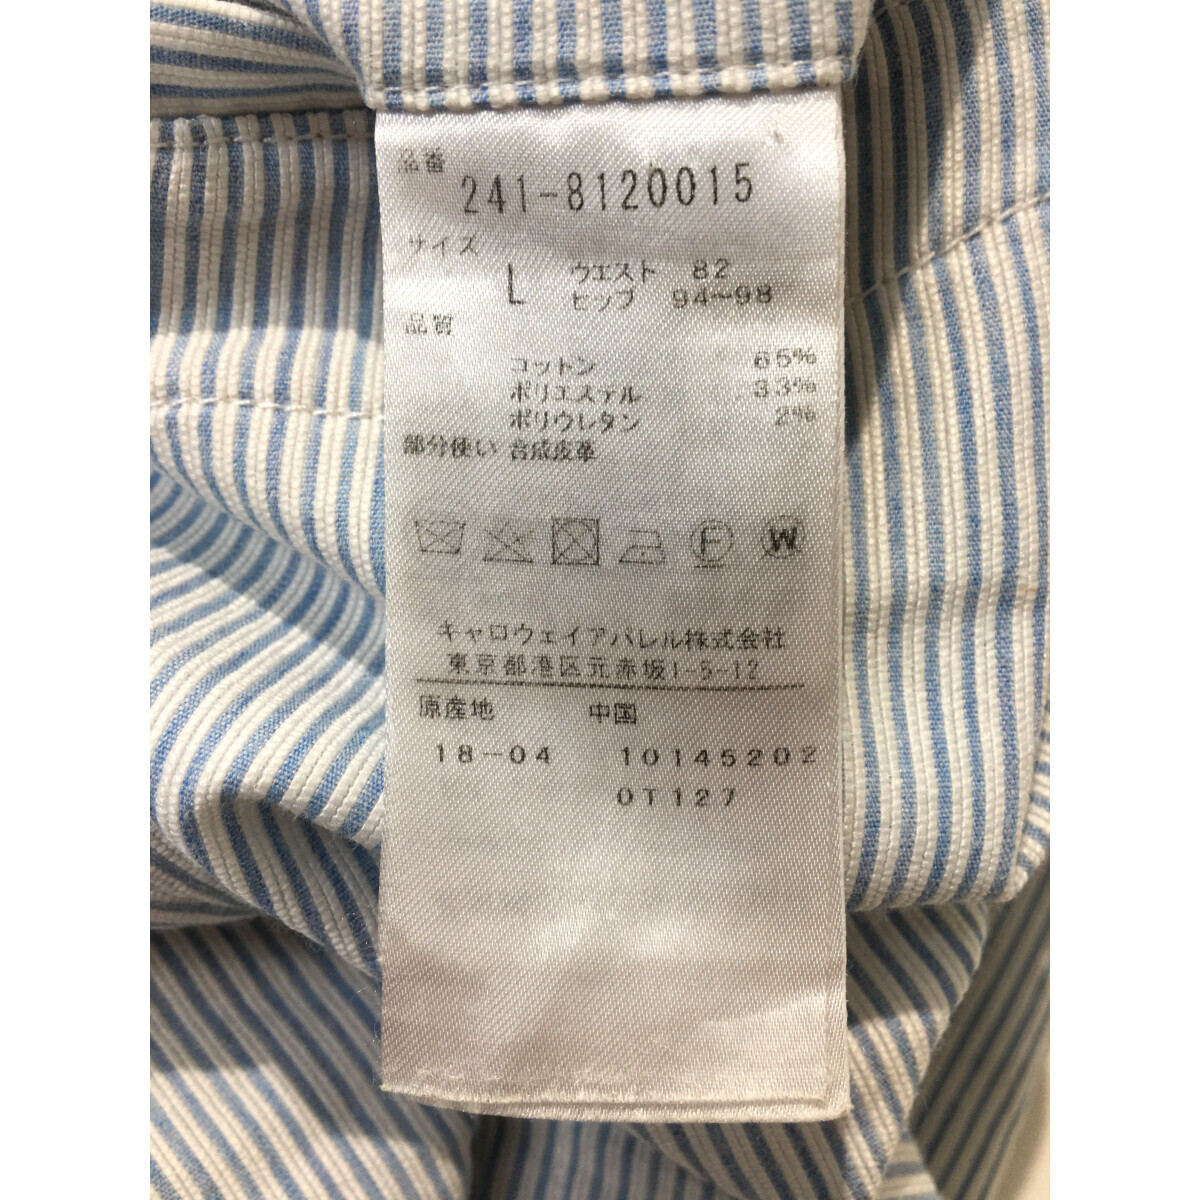 品番
241-8120015
サイズ
L ウエスト 82
ヒップ 94~98
品質
コットン 65%
ポリエステル 33%
ポリウレタン 2%
部分使い 合成皮革
F W
キャロウェイアパレル株式会社
東京都港区元赤坂1-5-12
原産地 中国
18-04 10145202
0T127